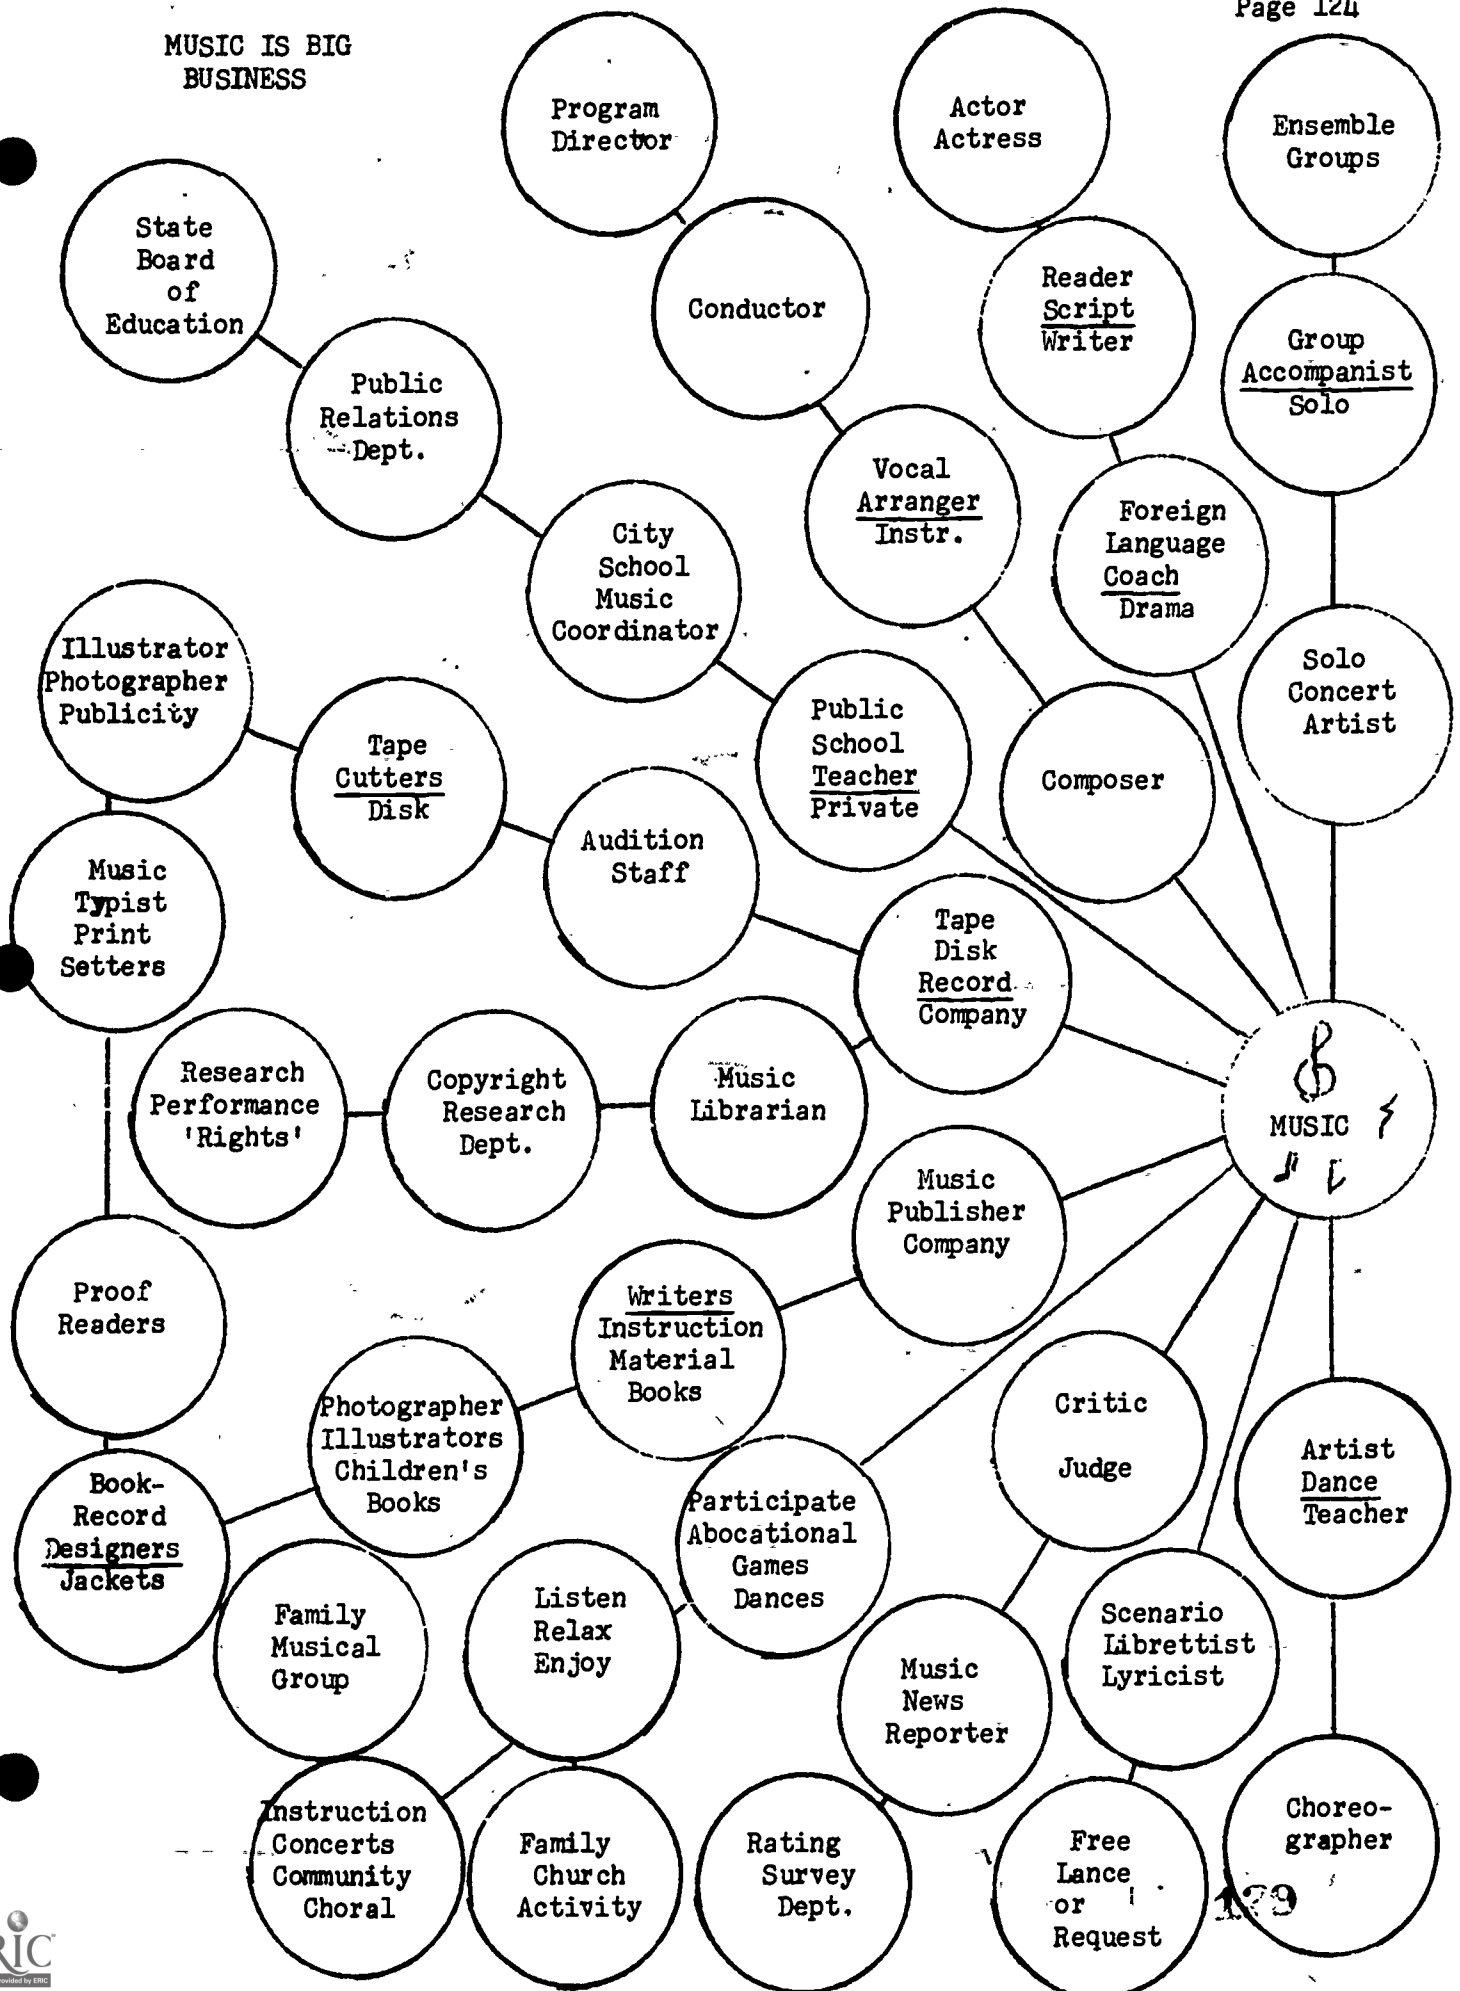 Page 124
MUSIC IS BIG
BUSINESS
Program
Director
Actor
Actress
Ensemble
Groups
State
Board
of
Education
Conductor
Reader
Script
Writer
Group
Accompanist
Solo
Public
Relations
Dept.
Vocal
Arranger
Instr.
Foreign
Language
Coach
Drama
City
School
Music
Coordinator
Illustrator
Photographer
Publicity
Solo
Concert
Artist
Tape
Cutters
Disk
Public
School
Teacher
Private
Composer
Audition
Staff
Music
Typist
Print
Setters
Tape
Disk
Record
Company
Research
Performance
'Rights'
Copyright
Research
Dept.
Music
Librarian
MUSIC
Music
Publisher
Company
Proof
Readers
Writers
Instruction
Material
Books
Photographer
Illustrators
Children's
Books
Critic
Judge
Artist
Dance
Teacher
Book-
Record
Designers
Jackets
Participate
Abocational
Games
Dances
Family
Musical
Group
Listen
Relax
Enjoy
Scenario
Librettist
Lyricist
Music
News
Reporter
Instruction
Concerts
Community
Choral
Family
Church
Activity
Rating
Survey
Dept.
Free
Lance
or
Request
Choreo-
grapher
ERIC
Provided by ERIC